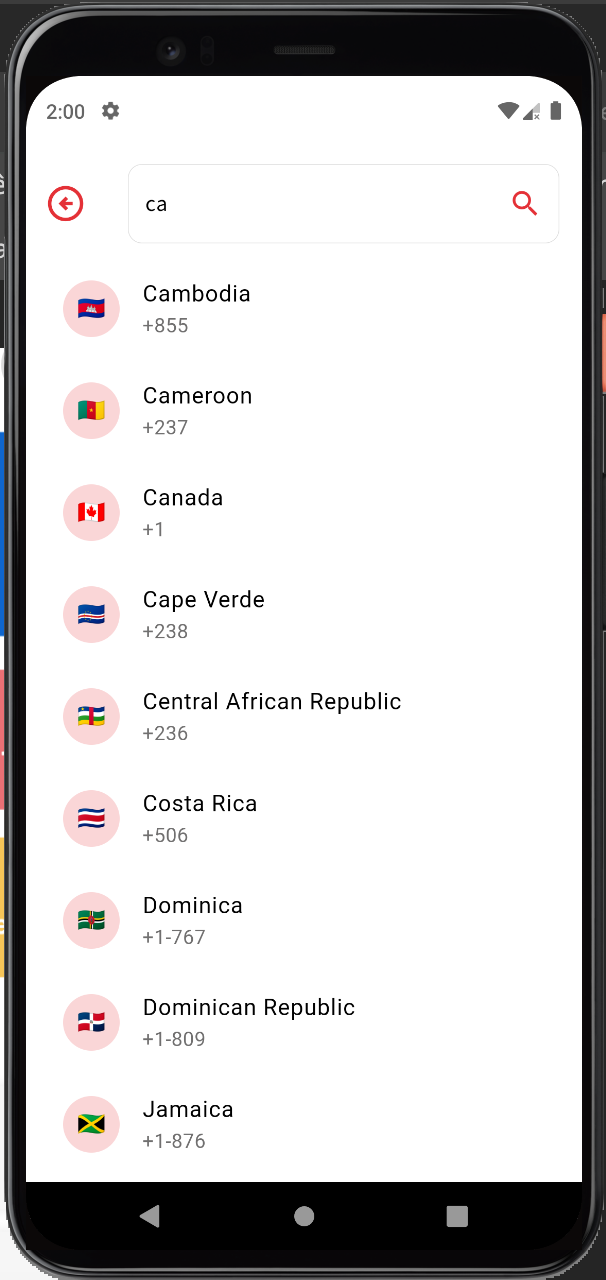 2:00
ca
Cambodia
+855
Cameroon
+237
Canada
+1
Cape Verde
+238
Central African Republic
+236
Costa Rica
+506
Dominica
+1-767
Dominican Republic
+1-809
Jamaica
+1-876